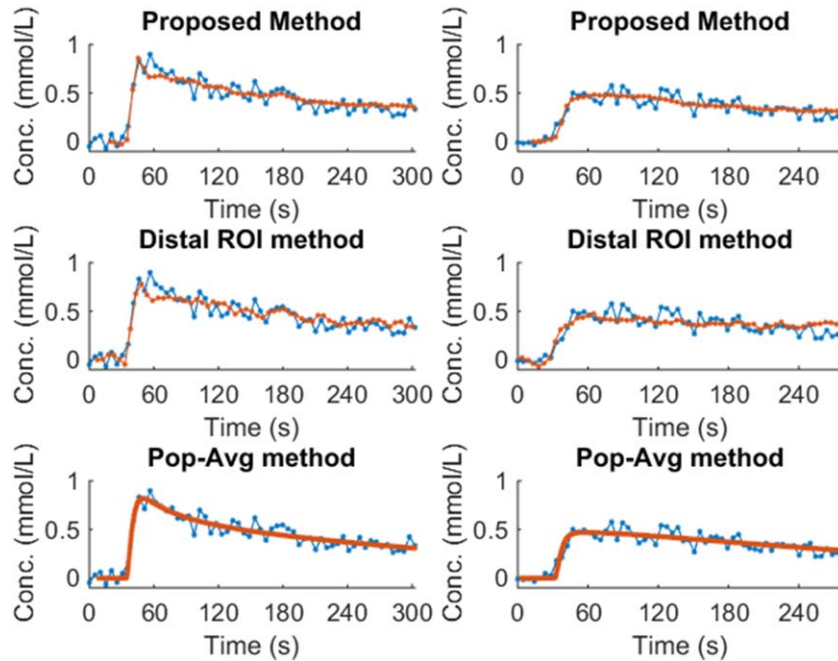 Proposed Method
Conc. (mmol/L)
1
0.5
0
0 60 120 180 240 300
Time (s)
Proposed Method
Conc. (mmol/L)
1
0.5
0
0 60 120 180 240
Time (s)
Distal ROI method
Conc. (mmol/L)
1
0.5
0
0 60 120 180 240 300
Time (s)
Distal ROI method
Conc. (mmol/L)
1
0.5
0
0 60 120 180 240
Time (s)
Pop-Avg method
Conc. (mmol/L)
1
0.5
0
0 60 120 180 240 300
Time (s)
Pop-Avg method
Conc. (mmol/L)
1
0.5
0
0 60 120 180 240
Time (s)